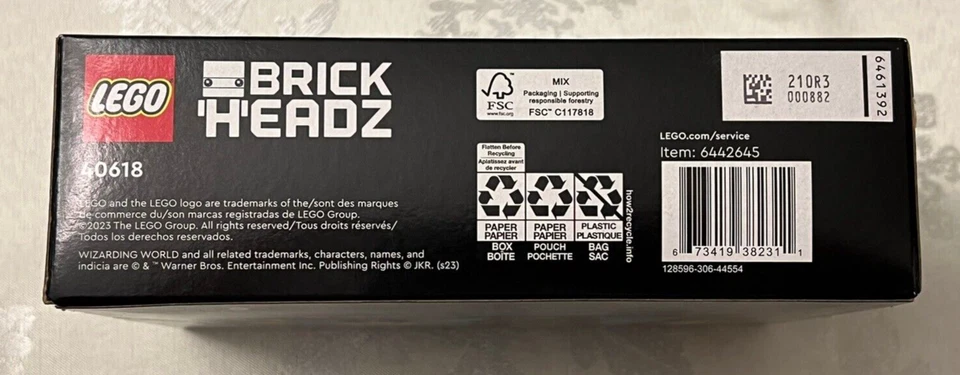 LEGO
BRICK
'H'EADZ
40618
LEGO and the LEGO logo are trademarks of the/sont des marques
de commerce du/son marcas registradas de LEGO Group.
©2023 The LEGO Group. All rights reserved/Tous droits réservés/
Todos los derechos reservados.
WIZARDING WORLD and all related trademarks, characters, names, and
indicia are © & ™ Warner Bros. Entertainment Inc. Publishing Rights © JKR. (s23)
FSC
www.fsc.org
MIX
Packaging | Supporting
responsible forestry
FSC™ C117818
Flatten Before
Recycling
Aplatissez avant
de recycler
PAPER
PAPIER
BOX
BOÎTE
PAPER
PAPIER
POUCH
POCHETTE
PLASTIC
PLASTIQUE
BAG
SAC
how2recycle.info
210R3
000882
6461392
LEGO.com/service
Item: 6442645
6 73419 38231 1
128596-306-44554